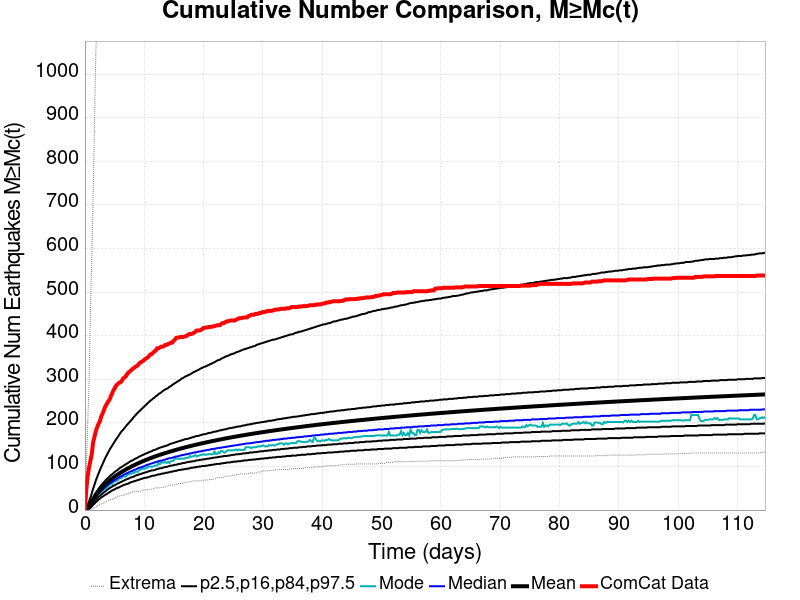 Cumulative Number Comparison, M≥Mc(t)
Cumulative Num Earthquakes M≥Mc(t)
1000
900
800
700
600
500
400
300
200
100
0
0 10 20 30 40 50 60 70 80 90 100 110
Time (days)
Extrema p2.5,p16,p84,p97.5 Mode Median Mean ComCat Data